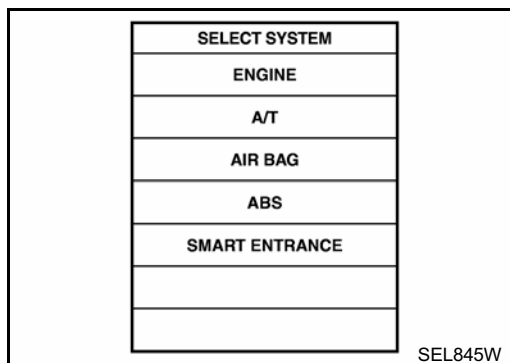 SELECT SYSTEM
ENGINE
A/T
AIR BAG
ABS
SMART ENTRANCE
SEL845W